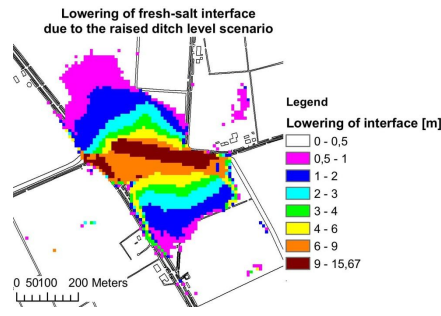 Lowering of fresh-salt interface
due to the raised ditch level scenario
Legend
Lowering of interface [m]
0 - 0,5
0,5 - 1
1 - 2
2 - 3
3 - 4
4 - 6
6 - 9
9 - 15,67
0 50100 200 Meters